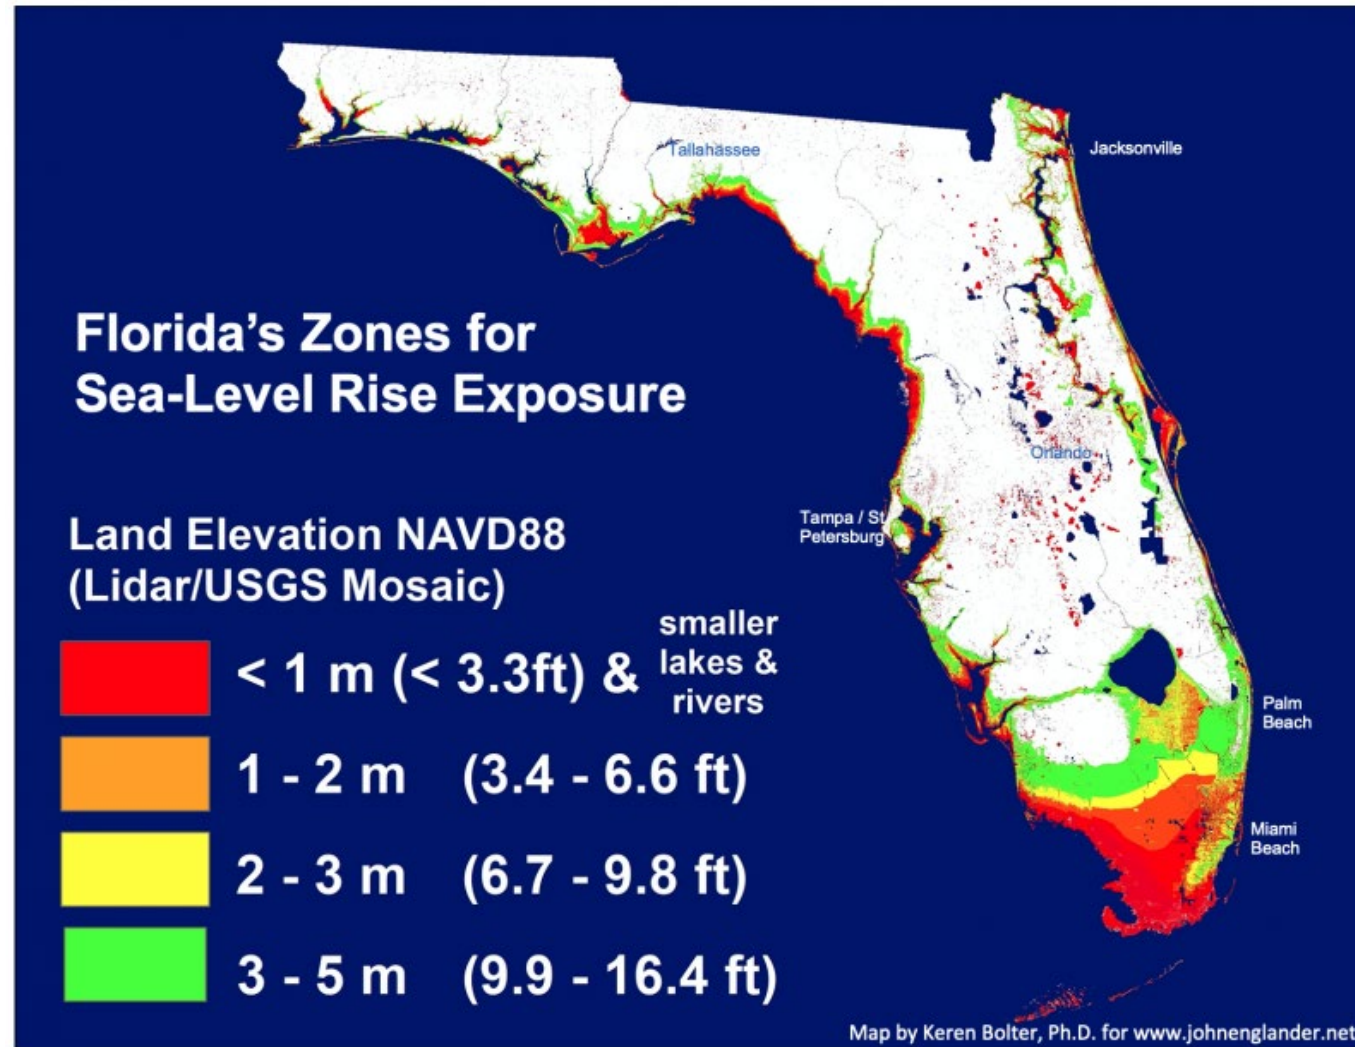 Tallahassee
Jacksonville
Florida's Zones for
Sea-Level Rise Exposure
Orlando
Tampa / St
Petersburg
Land Elevation NAVD88
(Lidar/USGS Mosaic)
< 1 m (< 3.3ft) & smaller
lakes &
rivers
Palm
Beach
1 - 2 m (3.4 - 6.6 ft)
Miami
Beach
2 - 3 m (6.7 - 9.8 ft)
3 - 5 m (9.9 - 16.4 ft)
Map by Keren Bolter, Ph.D. for www.johnenglander.net